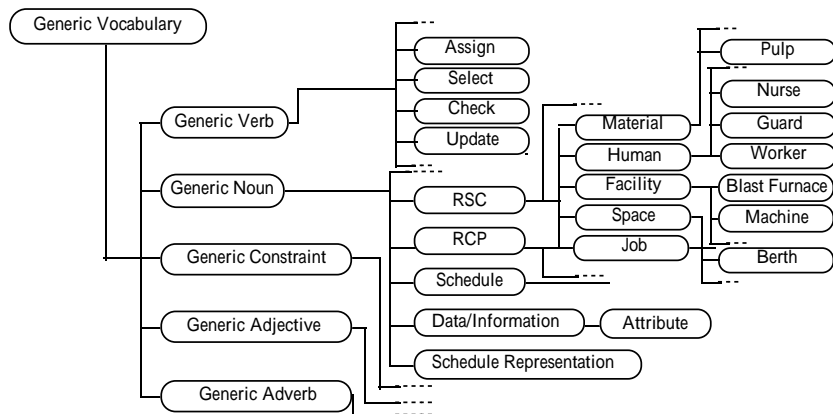 Generic Vocabulary
Generic Verb
Assign
Select
Check
Update
Generic Noun
RSC
RCP
Schedule
Data/Information
Attribute
Schedule Representation
Material
Human
Facility
Space
Job
Pulp
Nurse
Guard
Worker
Blast Furnace
Machine
Berth
Generic Constraint
Generic Adjective
Generic Adverb